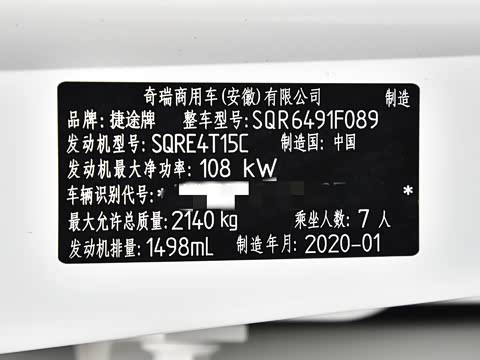 奇瑞商用车(安徽)有限公司 制造
品牌: 捷途牌 整车型号: SQR6491F089
发动机型号: SQRE4T15C 制造国: 中国
发动机最大净功率: 108 kW
车辆识别代号: * *
最大允许总质量: 2140 kg 乘坐人数: 7 人
发动机排量: 1498mL 制造年月: 2020-01